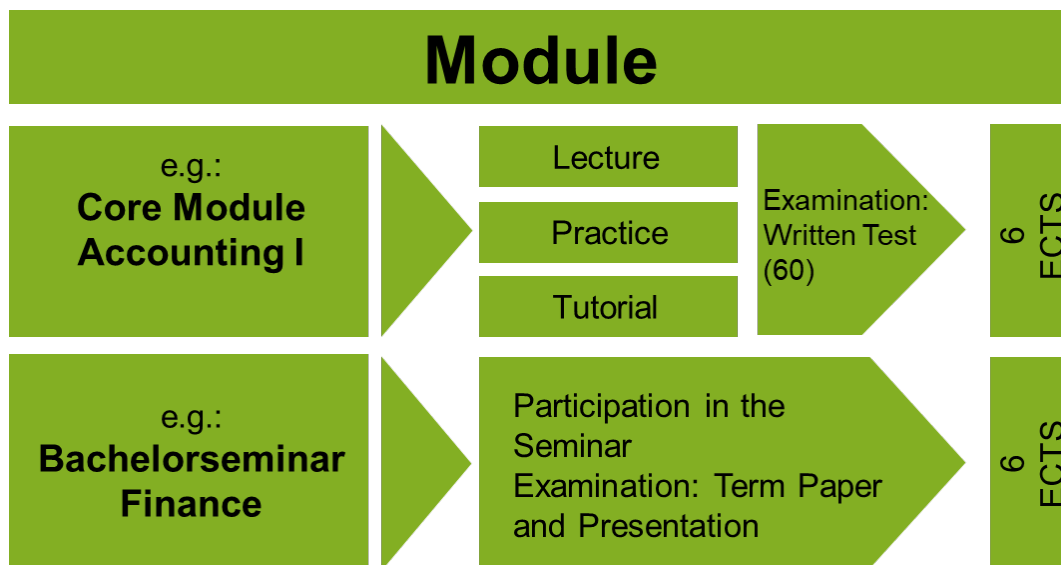 Module
e.g.:
Core Module
Accounting I
Lecture
Practice
Tutorial
Examination:
Written Test
(60)
6
ECTS
e.g.:
Bachelorseminar
Finance
Participation in the
Seminar
Examination: Term Paper
and Presentation
6
ECTS